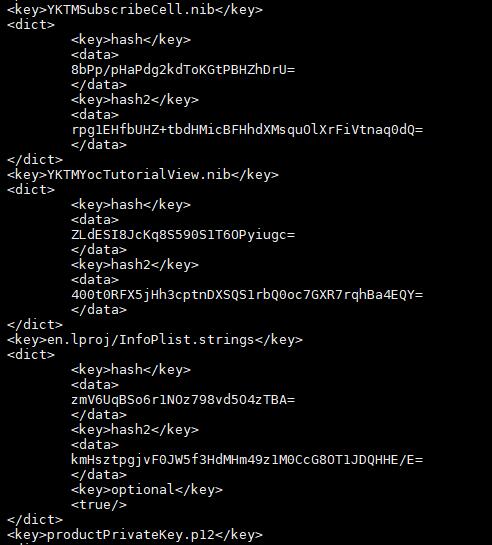 <key>YKTMSubscribeCell.nib</key>
<dict>
<key>hash</key>
<data>
8bPp/pHaPdg2kdToKGtPBHZhDrU=
</data>
<key>hash2</key>
<data>
rpg1EHfbUHZ+tbdHMicBFHhdXMsquOlXrFiVtnaq0dQ=
</data>
</dict>
<key>YKTMYocTutorialView.nib</key>
<dict>
<key>hash</key>
<data>
ZLdESI8JcKq8S590S1T6OPyiugc=
</data>
<key>hash2</key>
<data>
400t0RFX5jHh3cptnDXSQS1rbQ0oc7GXR7rqhBa4EQY=
</data>
</dict>
<key>en.lproj/InfoPlist.strings</key>
<dict>
<key>hash</key>
<data>
zmV6UqBSo6r1NOz798vd5O4zTBA=
</data>
<key>hash2</key>
<data>
kmHsztpgjvF0JW5f3HdMHm49z1M0CcG8OT1JDQHHE/E=
</data>
<key>optional</key>
<true/>
</dict>
<key>productPrivateKey.p12</key>